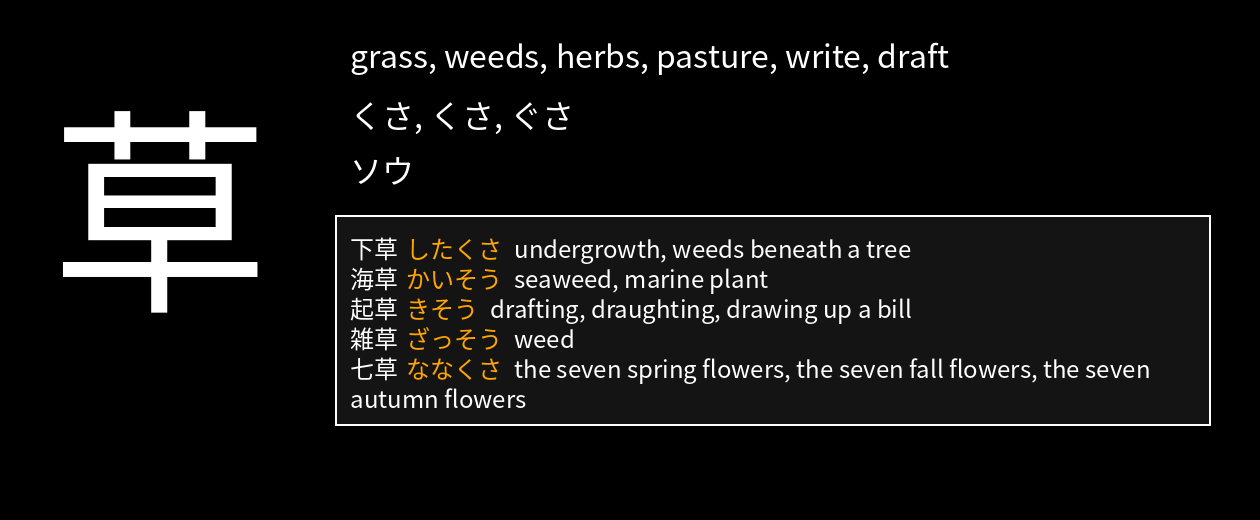 草
grass, weeds, herbs, pasture, write, draft
くさ, くさ, ぐさ
ソウ
下草 したくさ undergrowth, weeds beneath a tree
海草 かいそう seaweed, marine plant
起草 きそう drafting, draughting, drawing up a bill
雑草 ざっそう weed
七草 ななくさ the seven spring flowers, the seven fall flowers, the seven
autumn flowers